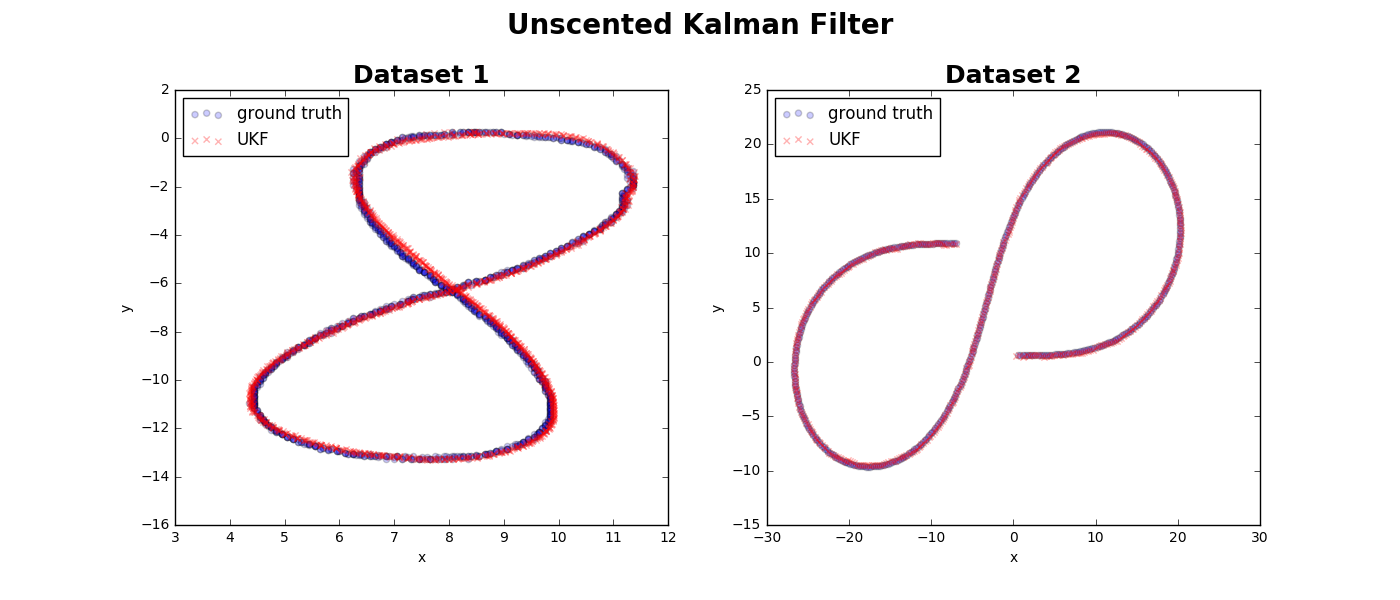 Unscented Kalman Filter
Dataset 1
ground truth
UKF
2
0
−2
−4
−6
−8
−10
−12
−14
−16
3 4 5 6 7 8 9 10 11 12
x
y
Dataset 2
ground truth
UKF
25
20
15
10
5
0
−5
−10
−15
−30 −20 −10 0 10 20 30
x
y